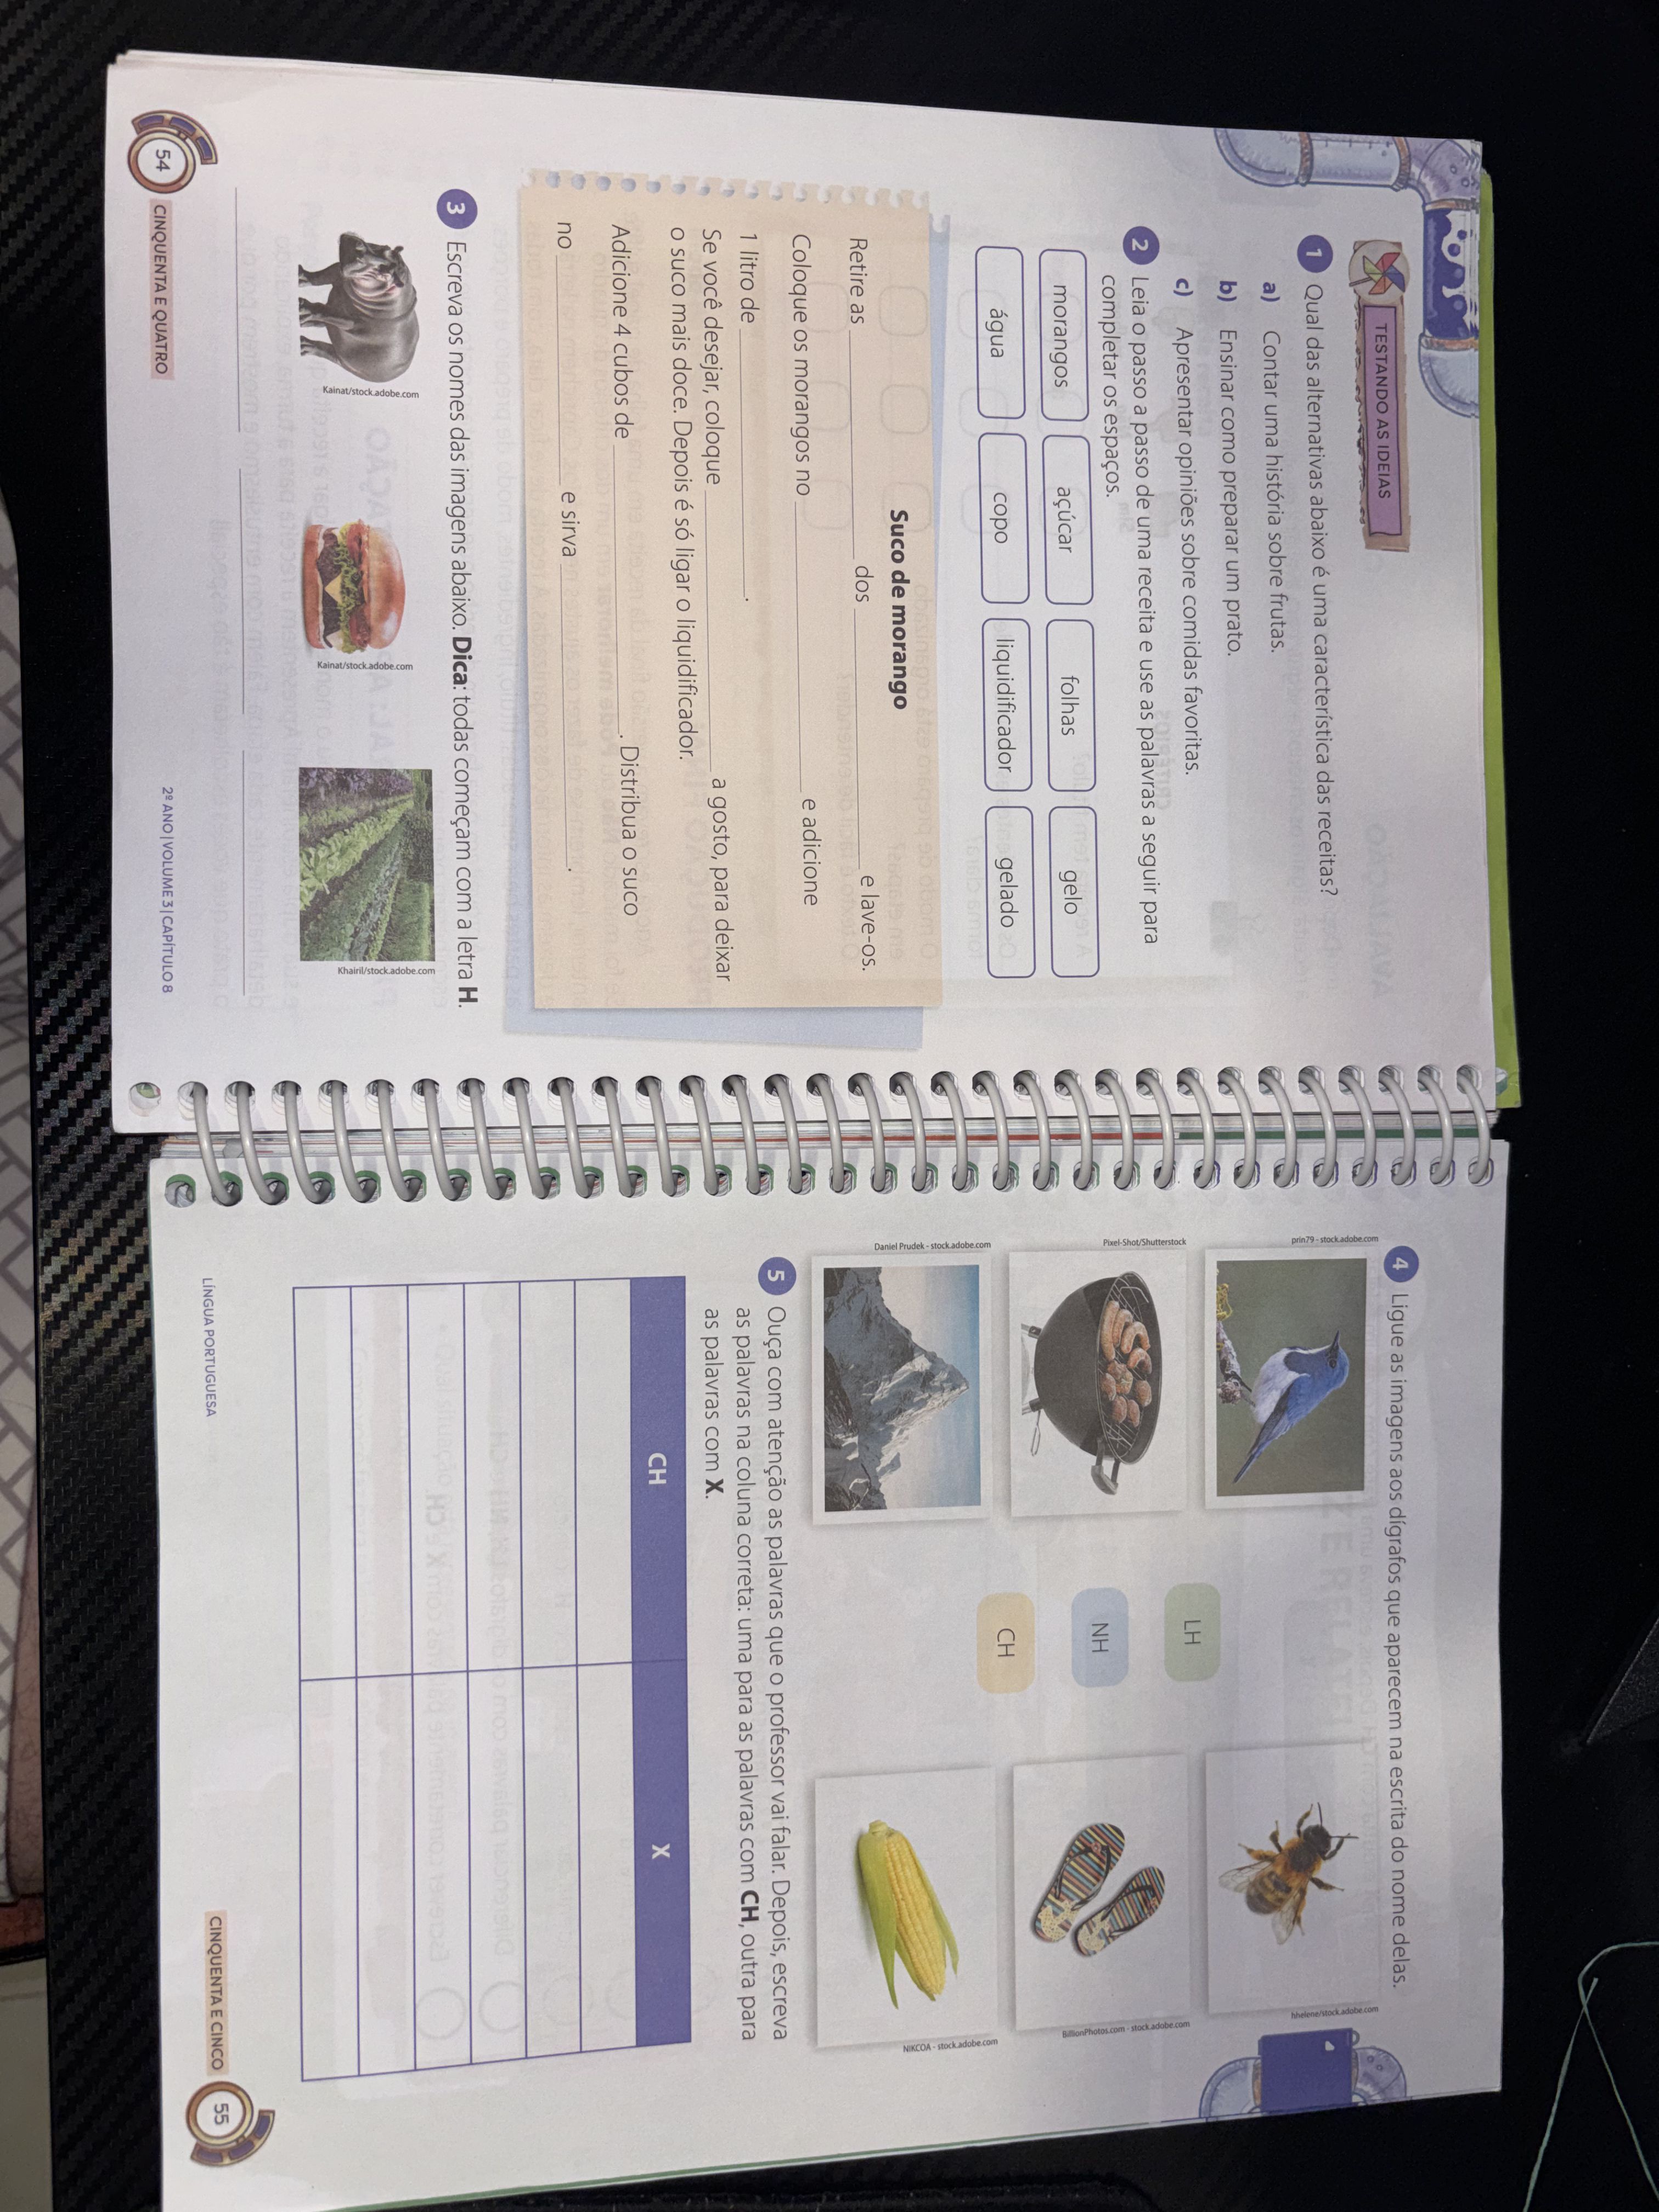 TESTANDO AS IDEIAS
1 Qual das alternativas abaixo é uma característica das receitas?
a) Contar uma história sobre frutas.
b) Ensinar como preparar um prato.
c) Apresentar opiniões sobre comidas favoritas.
2 Leia o passo a passo de uma receita e use as palavras a seguir para
completar os espaços.
morangos açúcar folhas gelo
água copo liquidificador gelado
Suco de morango
Retire as ____ dos ____ e lave-os.
Coloque os morangos no ____ e adicione
1 litro de ____.
Se você desejar, coloque ____ a gosto, para deixar
o suco mais doce. Depois é só ligar o liquidificador.
Adicione 4 cubos de ____. Distribua o suco
no ____ e sirva ____.
3 Escreva os nomes das imagens abaixo. Dica: todas começam com a letra H.
Kainat/stock.adobe.com
Kainat/stock.adobe.com
Khairil/stock.adobe.com
54 CINQUENTA E QUATRO
2º ANO | VOLUME 3 | CAPÍTULO 8
4 Ligue as imagens aos dígrafos que aparecem na escrita do nome delas.
prin79 - stock.adobe.com
Pixel-Shot/Shutterstock
Daniel Prudek - stock.adobe.com
LH
NH
CH
hhelene/stock.adobe.com
BillionPhotos.com - stock.adobe.com
NIKCOA - stock.adobe.com
5 Ouça com atenção as palavras que o professor vai falar. Depois, escreva
as palavras na coluna correta: uma para as palavras com CH, outra para
as palavras com X.
CH X
LÍNGUA PORTUGUESA
CINQUENTA E CINCO 55